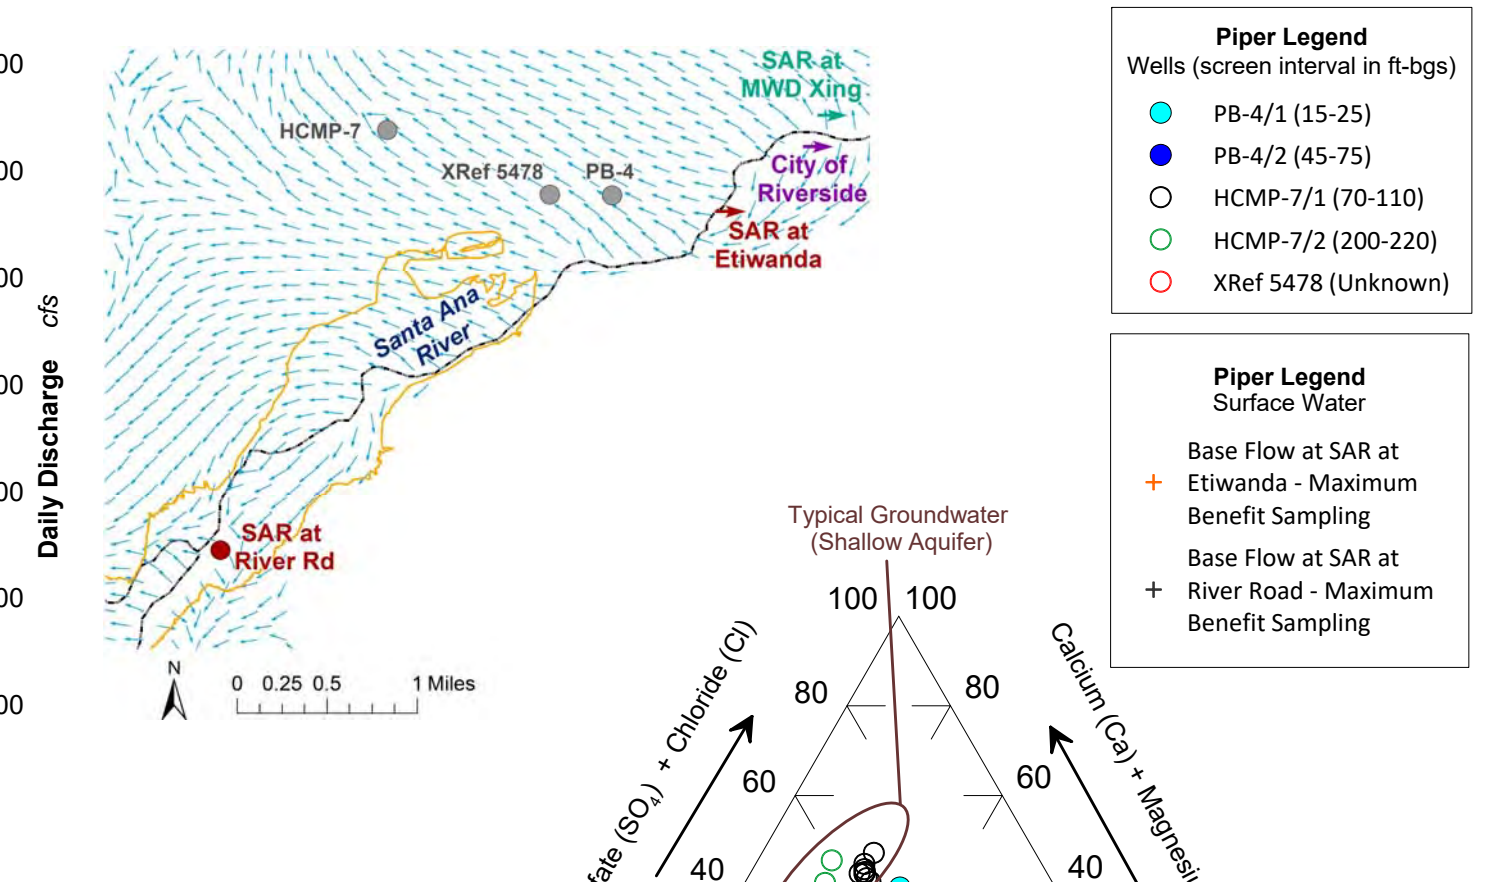 00
00
00
00
00
00
00
Daily Discharge cfs
SAR at
MWD Xing
HCMP-7
XRef 5478
PB-4
City of
Riverside
SAR at
Etiwanda
Santa Ana
River
SAR at
River Rd
N
0 0.25 0.5 1 Miles
Piper Legend
Wells (screen interval in ft-bgs)
PB-4/1 (15-25)
PB-4/2 (45-75)
HCMP-7/1 (70-110)
HCMP-7/2 (200-220)
XRef 5478 (Unknown)
Piper Legend
Surface Water
Base Flow at SAR at
+ Etiwanda - Maximum
Benefit Sampling
Base Flow at SAR at
+ River Road - Maximum
Benefit Sampling
Typical Groundwater
(Shallow Aquifer)
100 100
80 80
60 60
40 40
fate (SO4) + Chloride (Cl)
Calcium (Ca) + Magnesiu